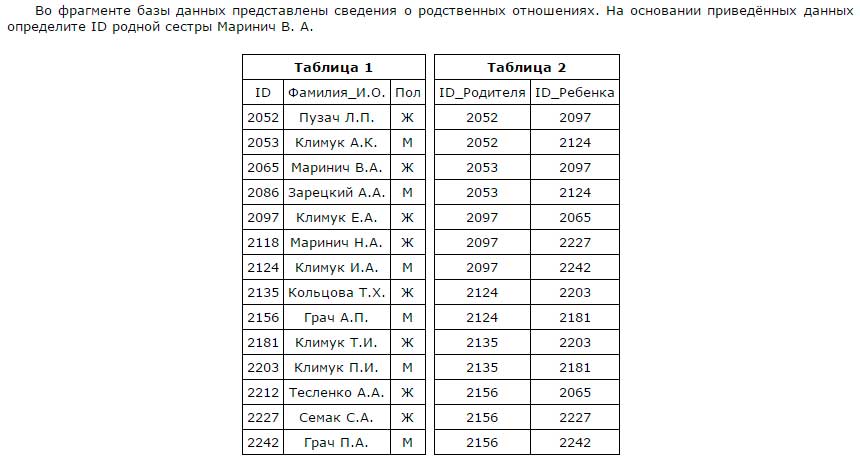 Во фрагменте базы данных представлены сведения о родственных отношениях. На основании приведённых данных
определите ID родной сестры Маринич В. А.
Таблица 1 Таблица 2
ID Фамилия_И.О. Пол ID_Родителя ID_Ребенка
2052 Пузач Л.П. Ж 2052 2097
2053 Климук А.К. М 2052 2124
2065 Маринич В.А. Ж 2053 2097
2086 Зарецкий А.А. М 2053 2124
2097 Климук Е.А. Ж 2097 2065
2118 Маринич Н.А. Ж 2097 2227
2124 Климук И.А. М 2097 2242
2135 Кольцова Т.Х. Ж 2124 2203
2156 Грач А.П. М 2124 2181
2181 Климук Т.И. Ж 2135 2203
2203 Климук П.И. М 2135 2181
2212 Тесленко А.А. Ж 2156 2065
2227 Семак С.А. Ж 2156 2227
2242 Грач П.А. М 2156 2242